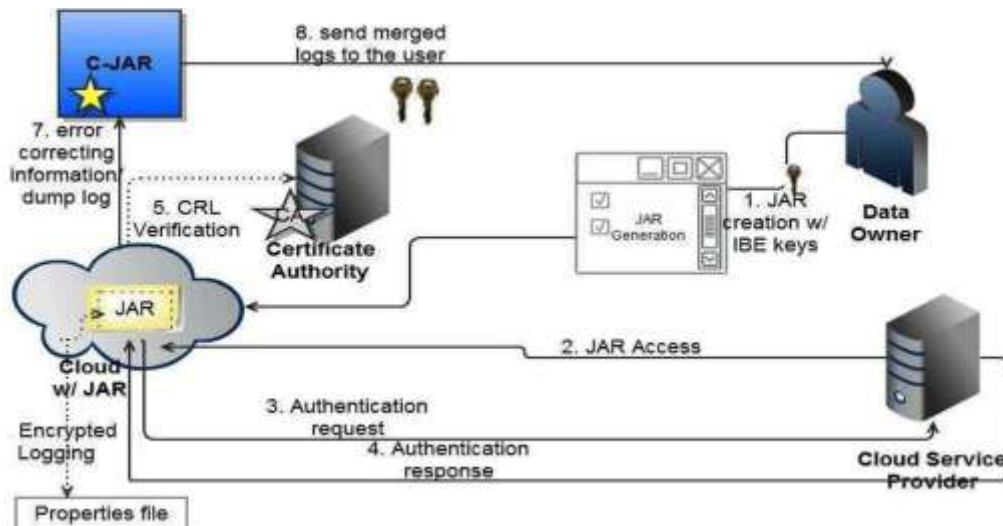 8. send merged
logs to the user
C-JAR
7. error
correcting
information/
dump log
5. CRL
Verification
CA
Certificate
Authority
JAR
Generation
1. JAR
creation w/
IBE keys
Data
Owner
JAR
Cloud
w/ JAR
2. JAR Access
3. Authentication
request
4. Authentication
response
Cloud Service
Provider
Encrypted
Logging
Properties file